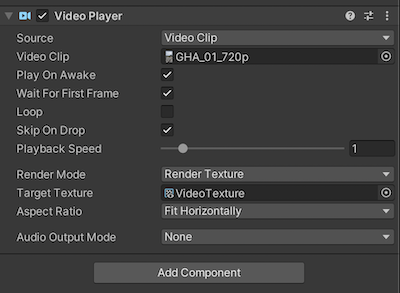 Video Player
Source Video Clip
Video Clip GHA_01_720p
Play On Awake
Wait For First Frame
Loop
Skip On Drop
Playback Speed 1
Render Mode Render Texture
Target Texture VideoTexture
Aspect Ratio Fit Horizontally
Audio Output Mode None
Add Component